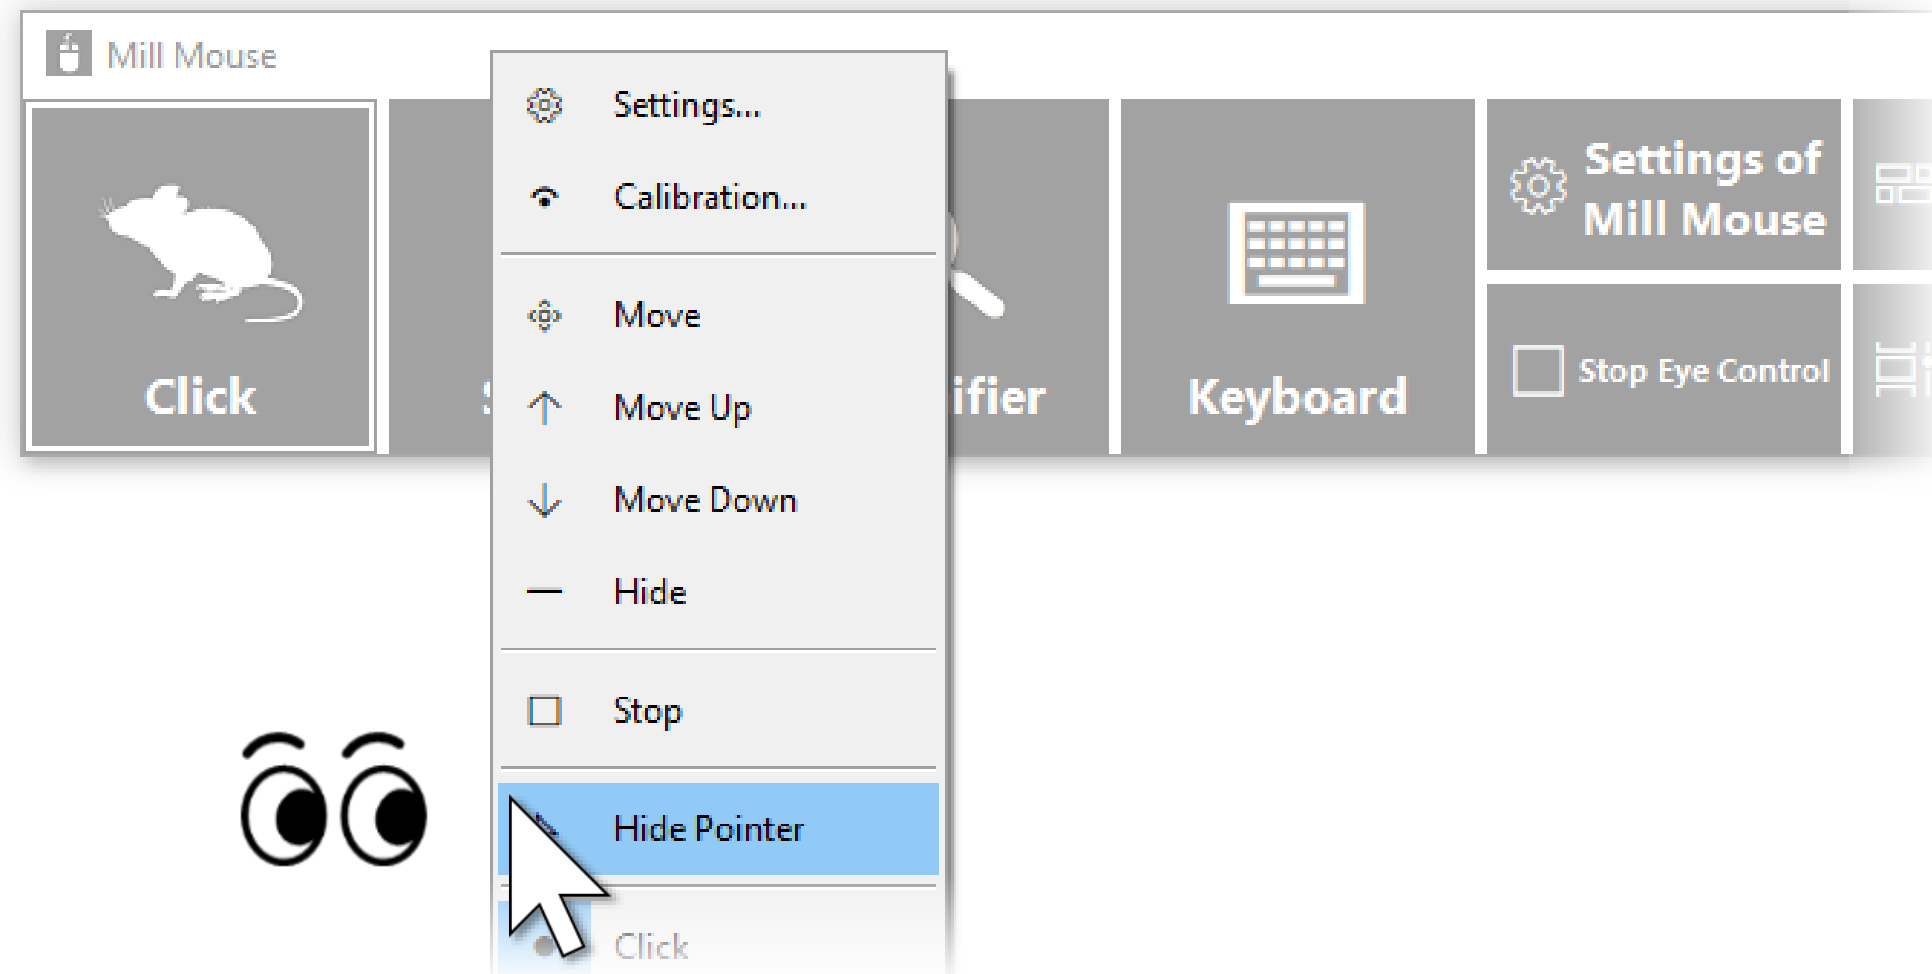 Mill Mouse
Click
ifier
Keyboard
Settings of
Mill Mouse
Stop Eye Control
Settings...
Calibration...
Move
Move Up
Move Down
Hide
Stop
Hide Pointer
Click